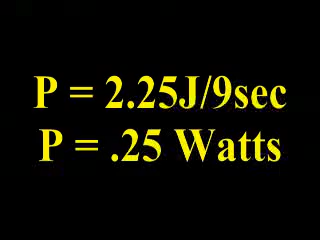 P = 2.25J/9sec
P = .25 Watts